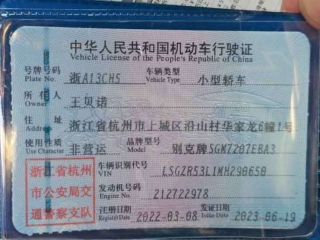 中华人民共和国机动车行驶证
Vehicle License of the People's Republic of China
号牌号码 浙A13CH5 车辆类型 小型轿车
Plate No. Vehicle Type
所有人 王贝诺
Owner
住址 浙江省杭州市上城区沿山村华家龙6幢1号
Address
使用性质 非营运 品牌型号 别克牌SGM7207EBA3
Use Character Model
浙江省杭州 车辆识别代号 LSGZR53L1MH290650
VIN
市公安局交 发动机号码 212722978
Engine No.
通警察支队 注册日期 2022-03-08 发证日期 2023-06-19
Register Date Issue Date